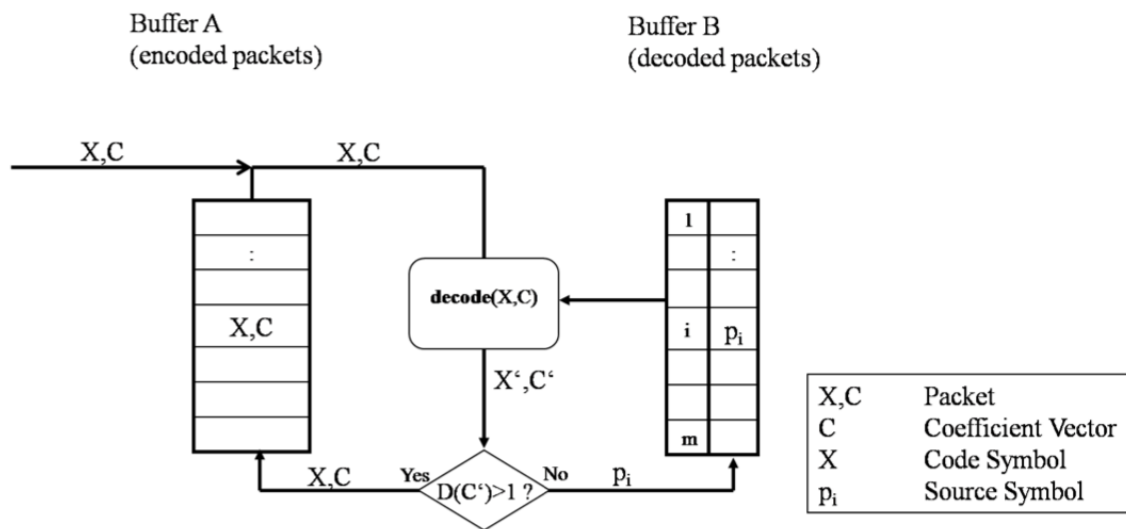 Buffer A
(encoded packets)
Buffer B
(decoded packets)
X,C
X,C
:
X,C
decode(X,C)
X‘,C‘
1
:
i
pᵢ
m
X,C
Yes
D(C‘)>1 ?
No
pᵢ
X,C Packet
C Coefficient Vector
X Code Symbol
pᵢ Source Symbol